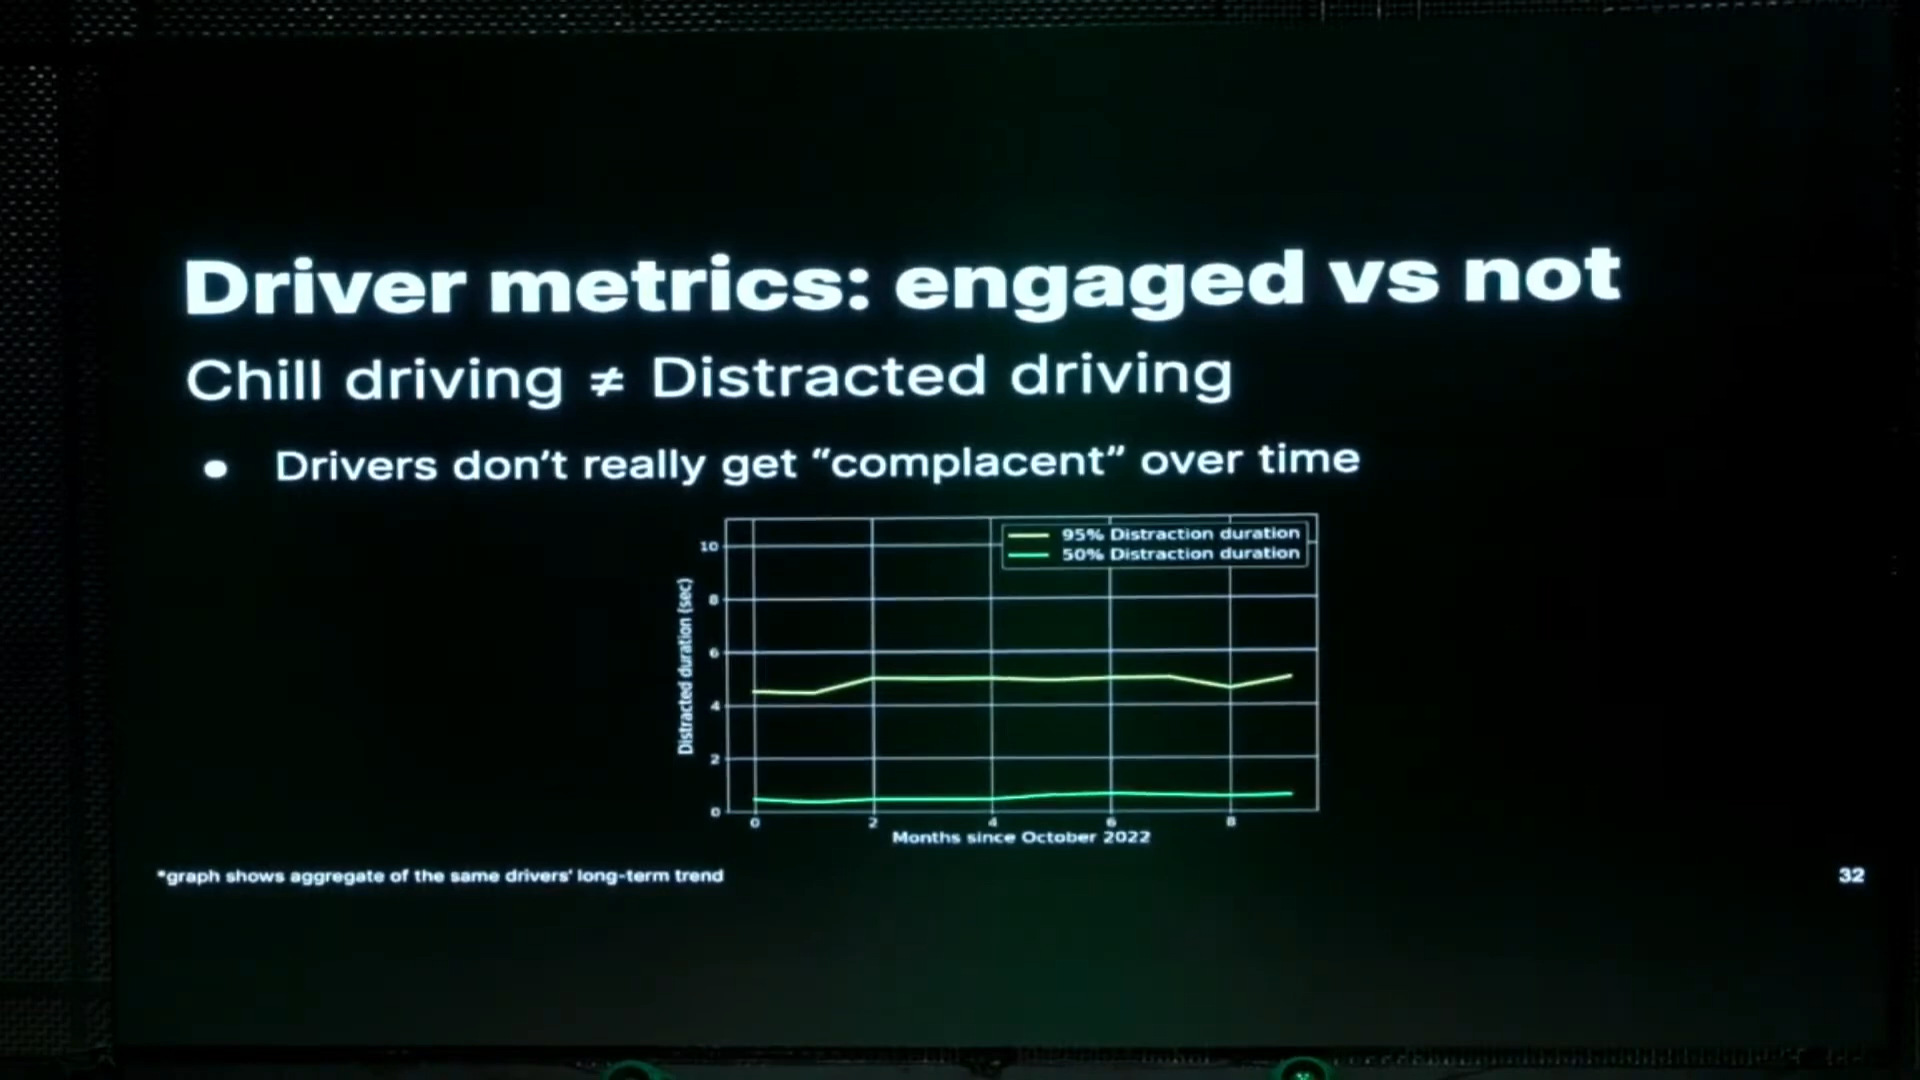 Driver metrics: engaged vs not
Chill driving ≠ Distracted driving
● Drivers don't really get “complacent” over time
95% Distraction duration
50% Distraction duration
Distracted duration (sec)
10
8
6
4
2
0
0 2 4 6 8
Months since October 2022
*graph shows aggregate of the same drivers' long-term trend
32